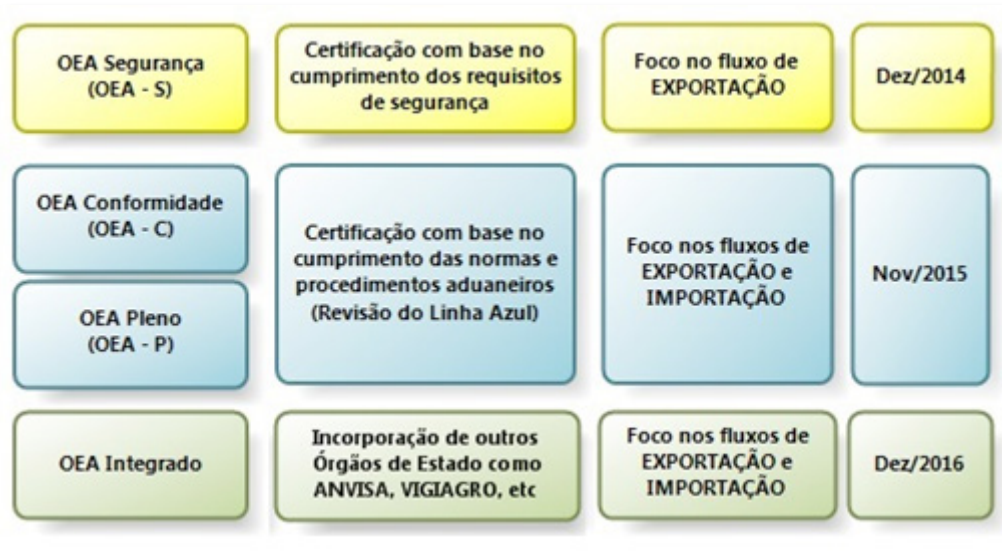 OEA Segurança
(OEA - S)
Certificação com base no
cumprimento dos requisitos
de segurança
Foco no fluxo de
EXPORTAÇÃO
Dez/2014
OEA Conformidade
(OEA - C)
OEA Pleno
(OEA - P)
Certificação com base no
cumprimento das normas e
procedimentos aduaneiros
(Revisão do Linha Azul)
Foco nos fluxos de
EXPORTAÇÃO e
IMPORTAÇÃO
Nov/2015
OEA Integrado
Incorporação de outros
Órgãos de Estado como
ANVISA, VIGIAGRO, etc
Foco nos fluxos de
EXPORTAÇÃO e
IMPORTAÇÃO
Dez/2016